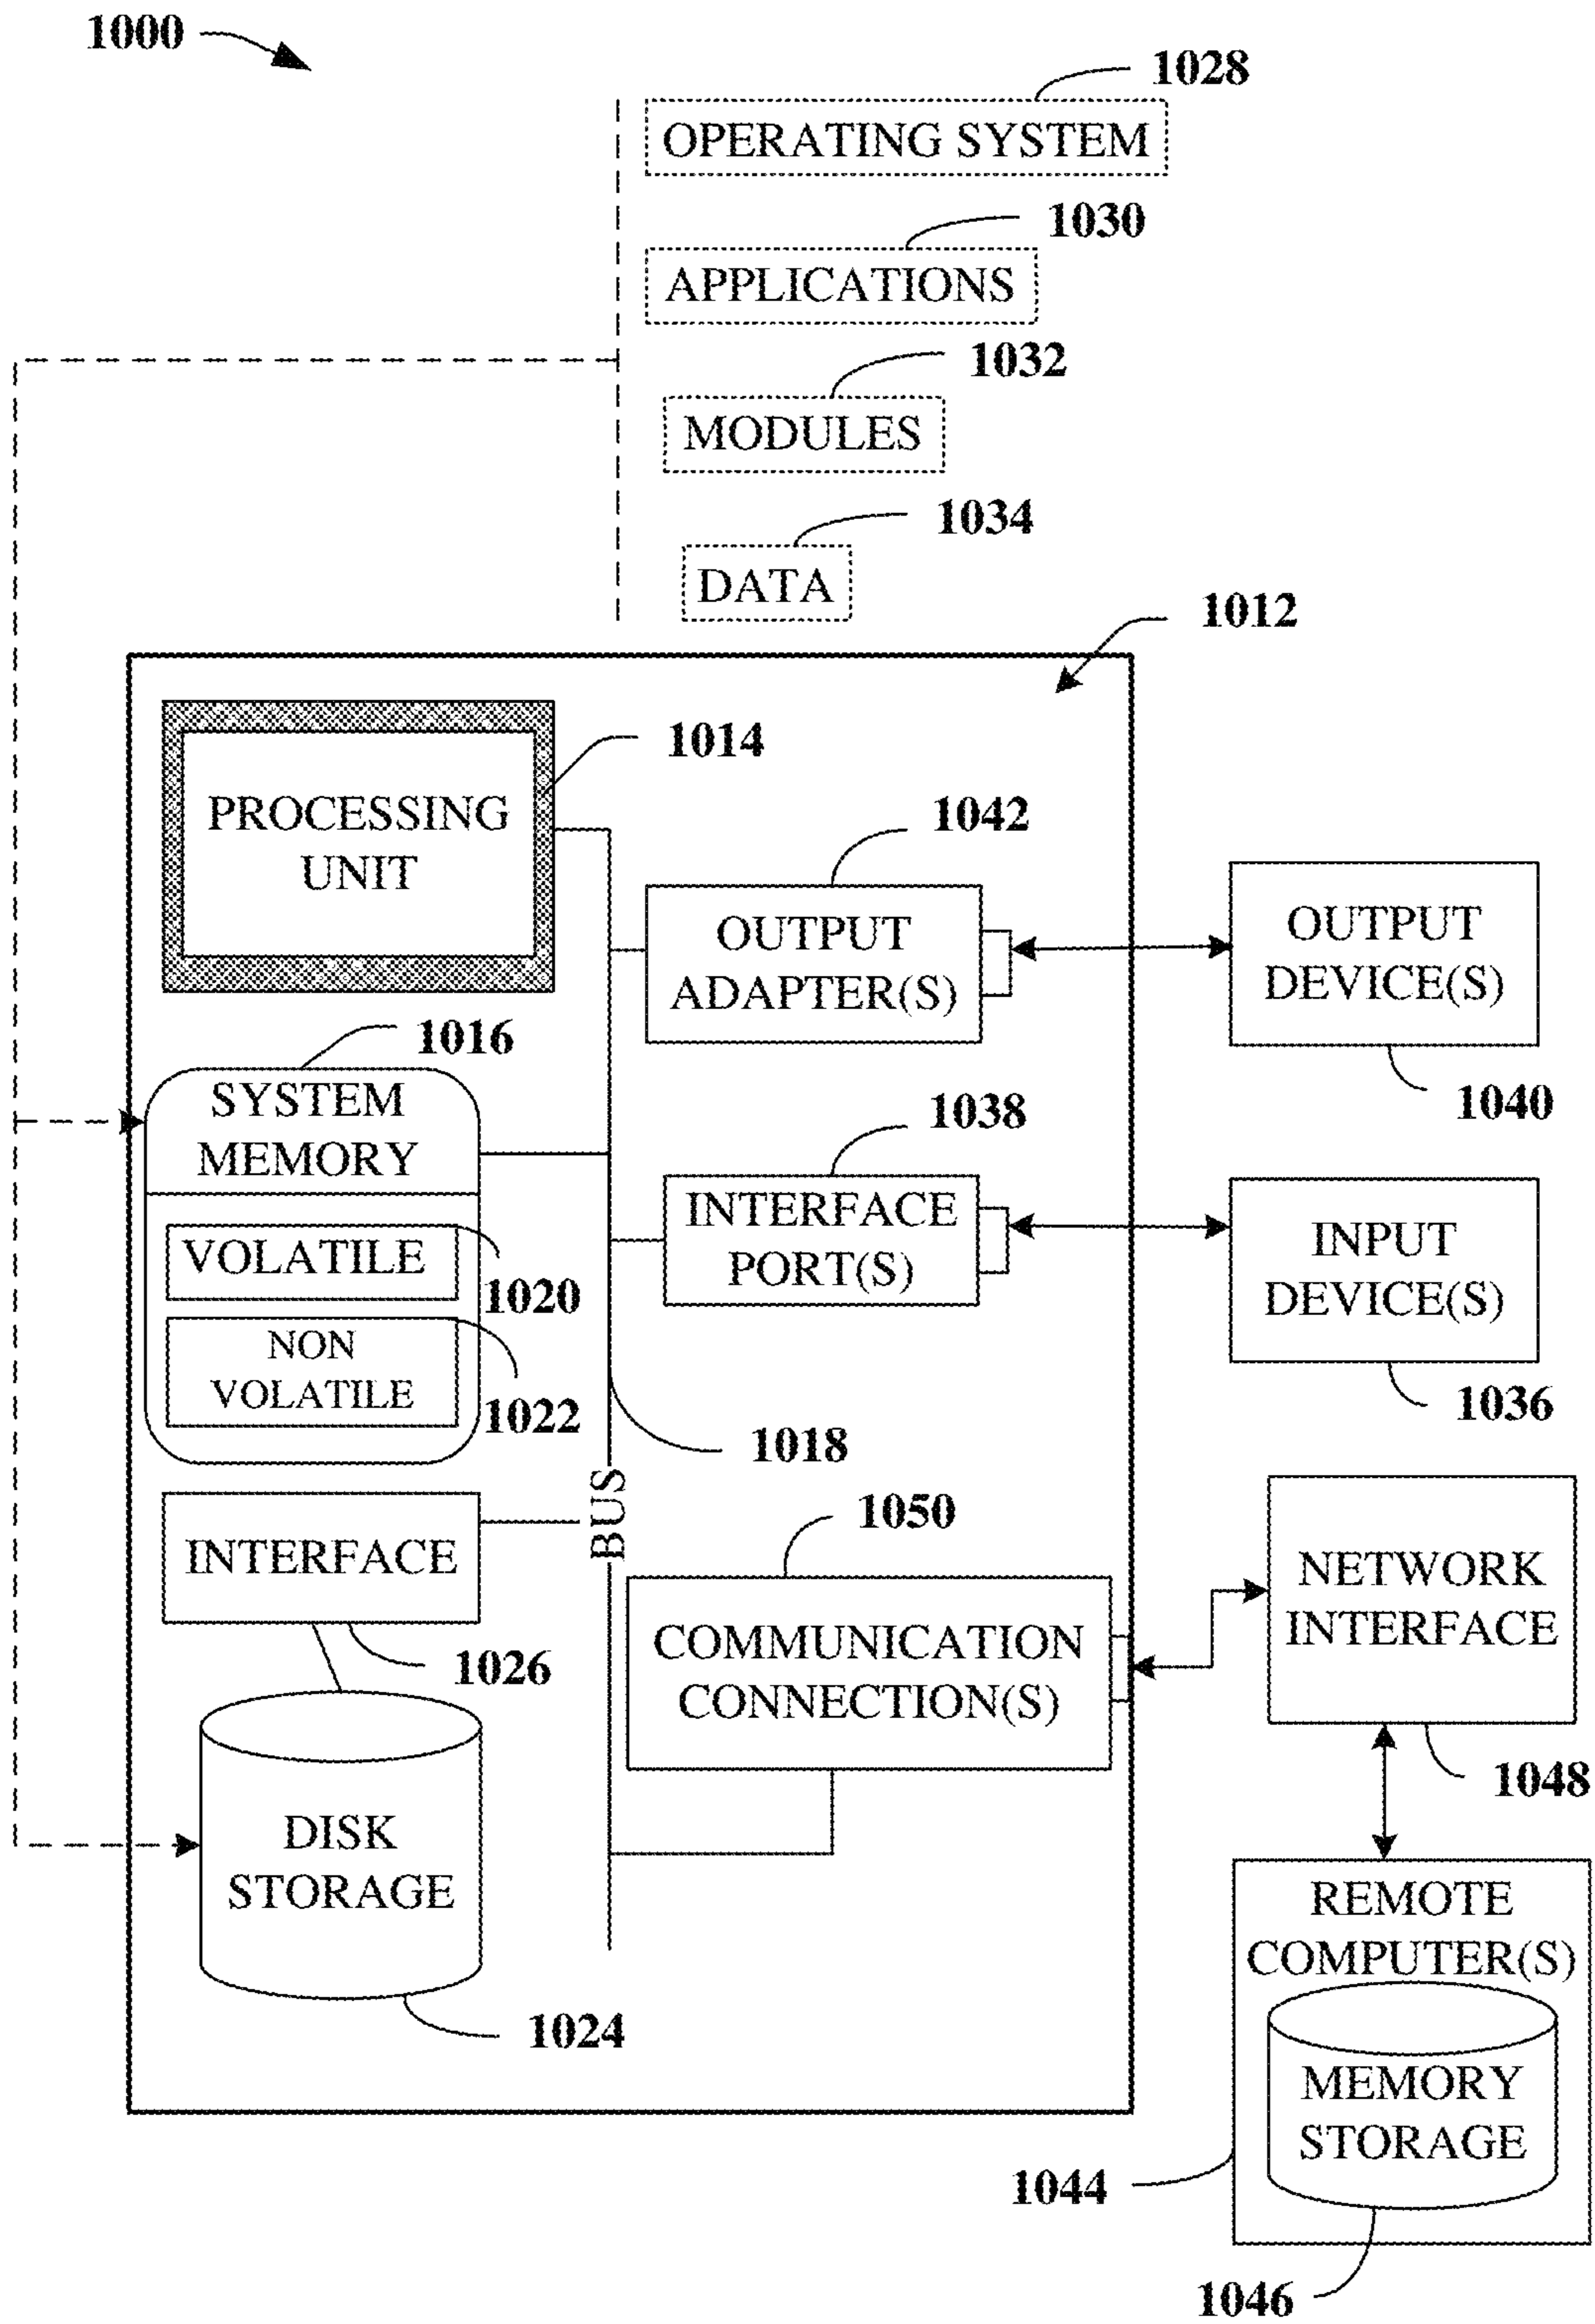 1000
1028
OPERATING SYSTEM
1030
APPLICATIONS
1032
MODULES
1034
DATA
1012
1014
PROCESSING
UNIT
1042
OUTPUT
ADAPTER(S)
OUTPUT
DEVICE(S)
1040
1016
SYSTEM
MEMORY
1038
INTERFACE
PORT(S)
INPUT
DEVICE(S)
1036
VOLATILE
1020
NON
VOLATILE
1022
1018
BUS
INTERFACE
1026
1050
COMMUNICATION
CONNECTION(S)
NETWORK
INTERFACE
1048
DISK
STORAGE
1024
REMOTE
COMPUTER(S)
MEMORY
STORAGE
1044
1046